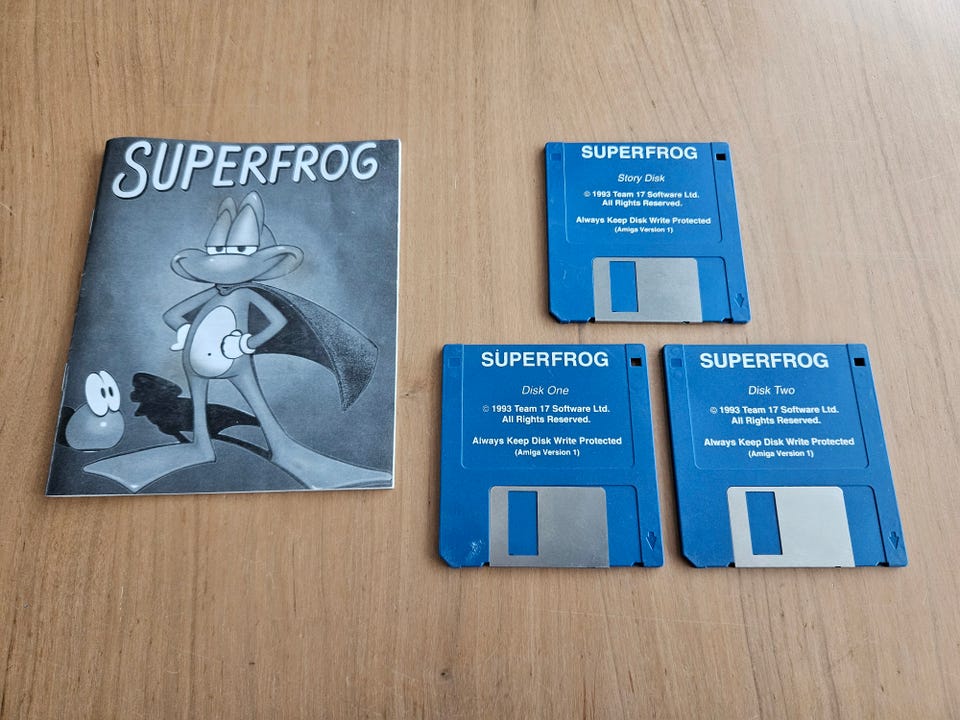 SUPERFROG
SUPERFROG
Story Disk
© 1993 Team 17 Software Ltd.
All Rights Reserved.
Always Keep Disk Write Protected
(Amiga Version 1)
SUPERFROG
Disk One
© 1993 Team 17 Software Ltd.
All Rights Reserved.
Always Keep Disk Write Protected
(Amiga Version 1)
SUPERFROG
Disk Two
© 1993 Team 17 Software Ltd.
All Rights Reserved.
Always Keep Disk Write Protected
(Amiga Version 1)